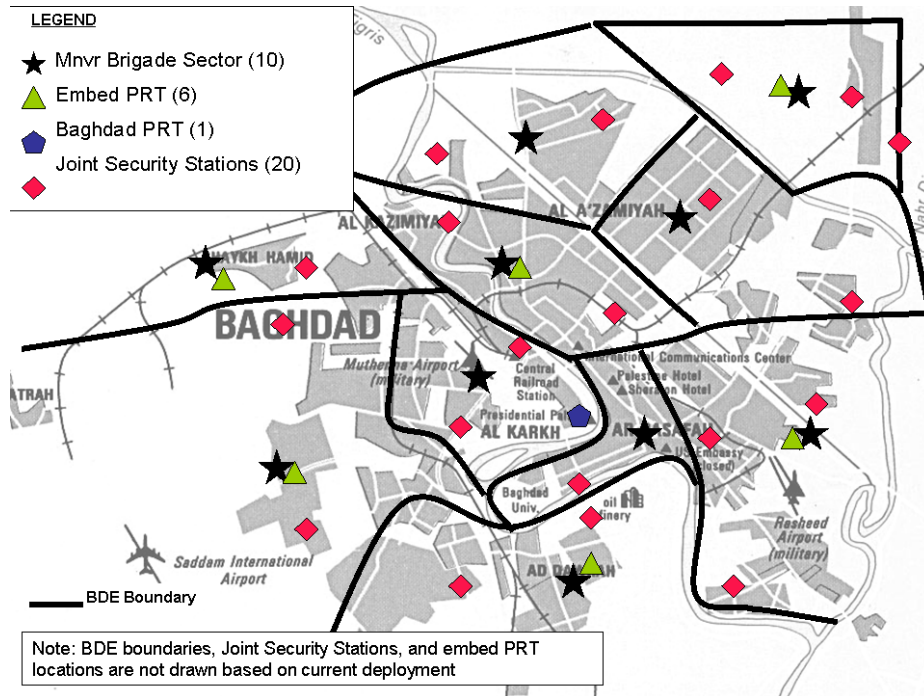 LEGEND
Mnvr Brigade Sector (10)
Embed PRT (6)
Baghdad PRT (1)
Joint Security Stations (20)
Tigris
AL KAZIMIYA
AL A'ZAMIYAH
HAMID
BAGHDAD
Muthenna Airport
(military)
International Communications Center
Central
Railroad
Station
Palestine Hotel
Sheraton Hotel
Presidential
AL KARKH
US Embassy
Baghdad
Univ.
oil
Rasheed
Airport
(military)
Saddam International
Airport
BDE Boundary
Note: BDE boundaries, Joint Security Stations, and embed PRT
locations are not drawn based on current deployment